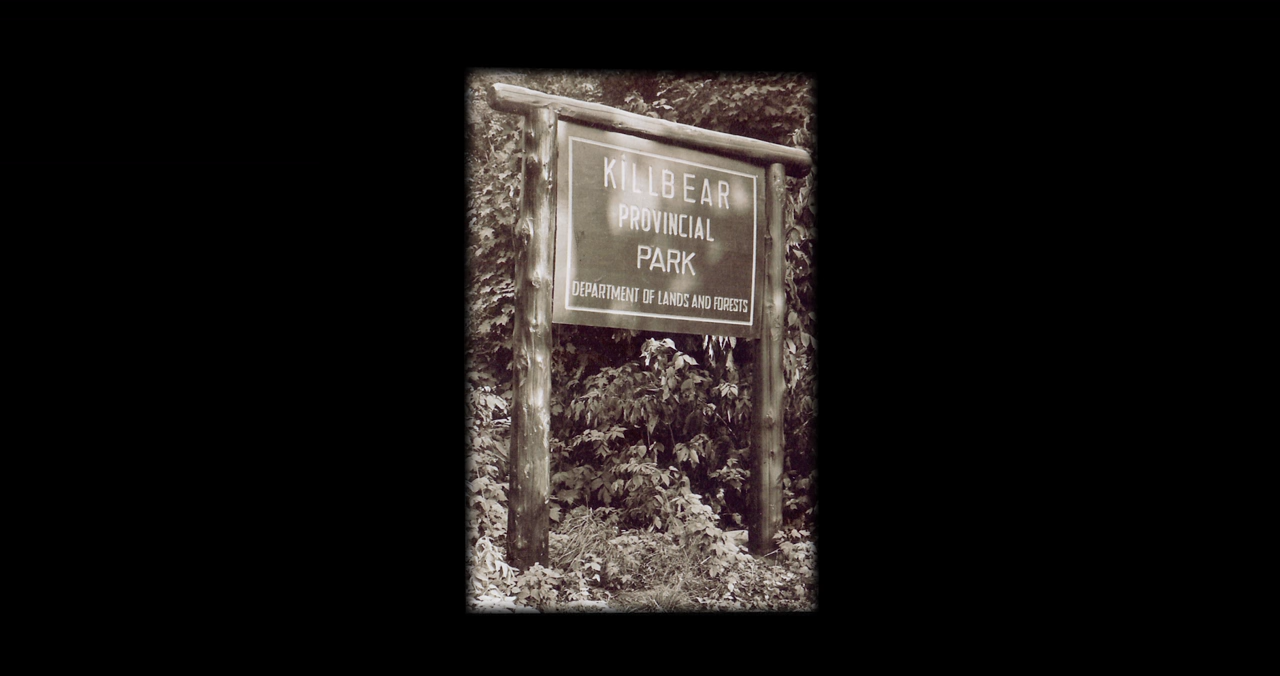 KiLLBEAR
PROVINCIAL
PARK
DEPARTMENT OF LANDS AND FORESTS